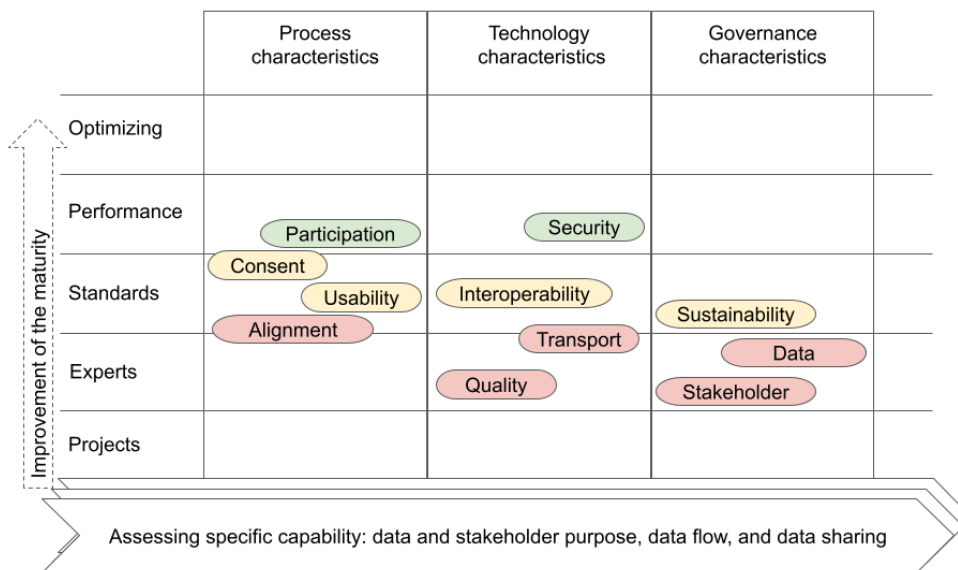 Process
characteristics
Technology
characteristics
Governance
characteristics
Optimizing
Performance
Participation
Security
Consent
Standards
Usability
Interoperability
Sustainability
Alignment
Transport
Data
Experts
Quality
Stakeholder
Projects
Improvement of the maturity
Assessing specific capability: data and stakeholder purpose, data flow, and data sharing